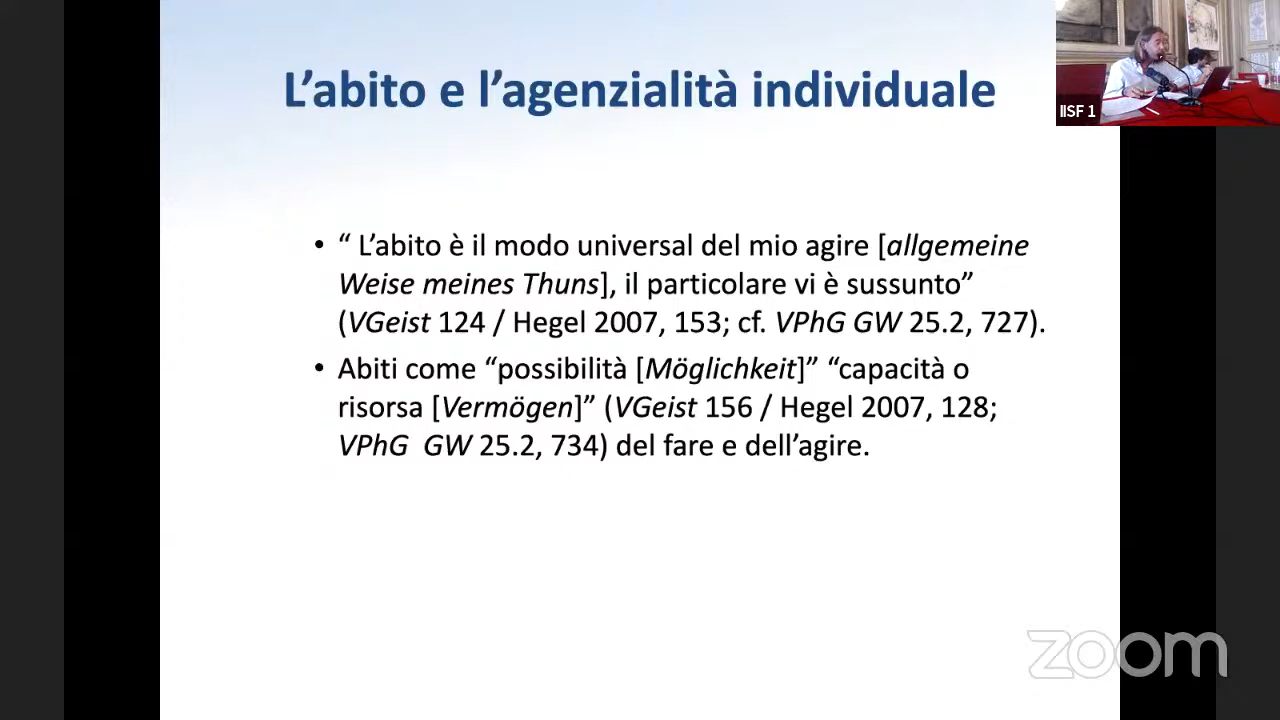 L’abito e l’agenzialità individuale
IISF 1
• “ L’abito è il modo universal del mio agire [allgemeine
Weise meines Thuns], il particolare vi è sussunto”
(VGeist 124 / Hegel 2007, 153; cf. VPhG GW 25.2, 727).
• Abiti come “possibilità [Möglichkeit]” “capacità o
risorsa [Vermögen]” (VGeist 156 / Hegel 2007, 128;
VPhG GW 25.2, 734) del fare e dell’agire.
zoom